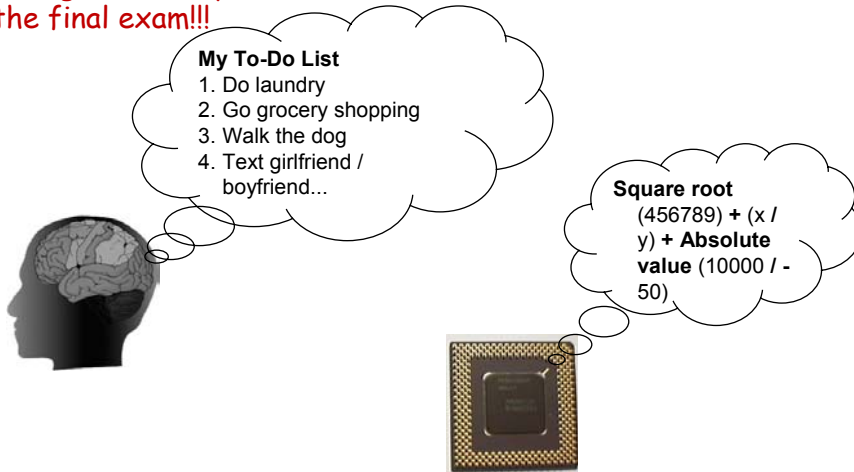 the final exam!!!
My To-Do List
1. Do laundry
2. Go grocery shopping
3. Walk the dog
4. Text girlfriend /
boyfriend...
Square root
(456789) + (x /
y) + Absolute
value (10000 / -
50)